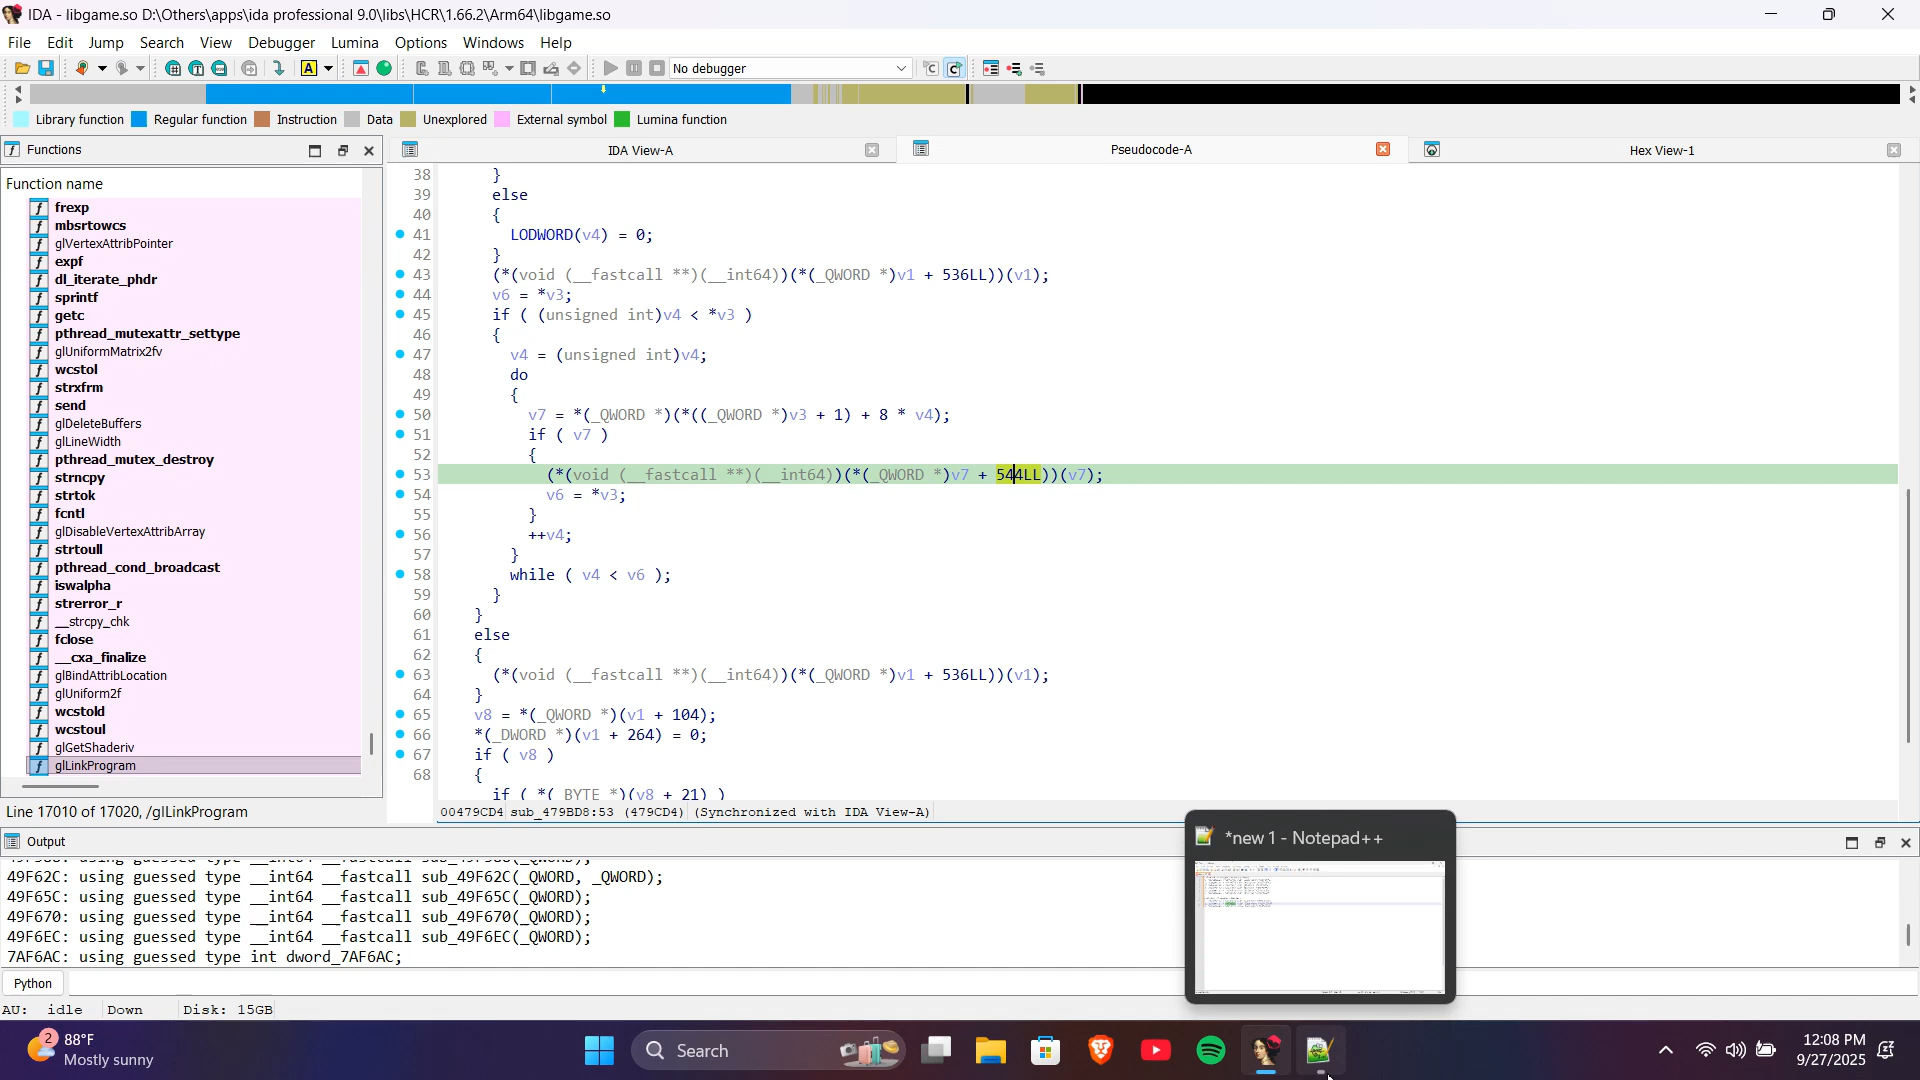 IDA - libgame.so D:\Others\apps\ida professional 9.0\libs\HCR\1.66.2\Arm64\libgame.so
File Edit Jump Search View Debugger Lumina Options Windows Help
No debugger
Library function Regular function Instruction Data Unexplored External symbol Lumina function
Functions
IDA View-A
Pseudocode-A
Hex View-1
Function name
frexp
mbsrtowcs
glVertexAttribPointer
expf
dl_iterate_phdr
sprintf
getc
pthread_mutexattr_settype
glUniformMatrix2fv
wcstol
strxfrm
send
glDeleteBuffers
glLineWidth
pthread_mutex_destroy
strncpy
strtok
fcntl
glDisableVertexAttribArray
strtoull
pthread_cond_broadcast
iswalpha
strerror_r
__strcpy_chk
fclose
__cxa_finalize
glBindAttribLocation
glUniform2f
wcstold
wcstoul
glGetShaderiv
glLinkProgram
Line 17010 of 17020, /glLinkProgram
38 }
39 else
40 {
41 LODWORD(v4) = 0;
42 }
43 (*(void (__fastcall **)(__int64))(*(_QWORD *)v1 + 536LL))(v1);
44 v6 = *v3;
45 if ( (unsigned int)v4 < *v3 )
46 {
47 v4 = (unsigned int)v4;
48 do
49 {
50 v7 = *(_QWORD *)(*((_QWORD *)v3 + 1) + 8 * v4);
51 if ( v7 )
52 {
53 (*(void (__fastcall **)(__int64))(*(_QWORD *)v7 + 544LL))(v7);
54 v6 = *v3;
55 }
56 ++v4;
57 }
58 while ( v4 < v6 );
59 }
60 }
61 else
62 {
63 (*(void (__fastcall **)(__int64))(*(_QWORD *)v1 + 536LL))(v1);
64 }
65 v8 = *(_QWORD *)(v1 + 104);
66 *(_DWORD *)(v1 + 264) = 0;
67 if ( v8 )
68 {
if ( *(_BYTE *)(v8 + 21) )
00479CD4 sub_479BD8:53 (479CD4) (Synchronized with IDA View-A)
*new 1 - Notepad++
Output
49F62C: using guessed type __int64 __fastcall sub_49F62C(_QWORD, _QWORD);
49F65C: using guessed type __int64 __fastcall sub_49F65C(_QWORD);
49F670: using guessed type __int64 __fastcall sub_49F670(_QWORD);
49F6EC: using guessed type __int64 __fastcall sub_49F6EC(_QWORD);
7AF6AC: using guessed type int dword_7AF6AC;
Python
AU: idle Down Disk: 15GB
2
88°F
Mostly sunny
Search
12:08 PM
9/27/2025